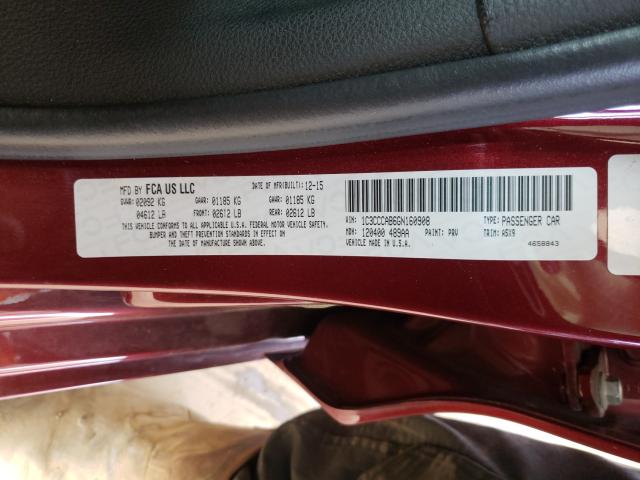 MFD BY FCA US LLC DATE OF MFR(BUILT): 12-15
GVWR: 02092 KG GAWR: 01185 KG GAWR: 01185 KG
04612 LB FRONT: 02612 LB REAR: 02612 LB
THIS VEHICLE CONFORMS TO ALL APPLICABLE U.S.A. FEDERAL MOTOR VEHICLE SAFETY,
BUMPER AND THEFT PREVENTION STANDARDS IN EFFECT ON
THE DATE OF MANUFACTURE SHOWN ABOVE.
VIN: 1C3CCCAB6GN160908 TYPE: PASSENGER CAR
MDH: 120400 489AA PAINT: PRV TRIM: A5X9
VEHICLE MADE IN U.S.A. 4658843